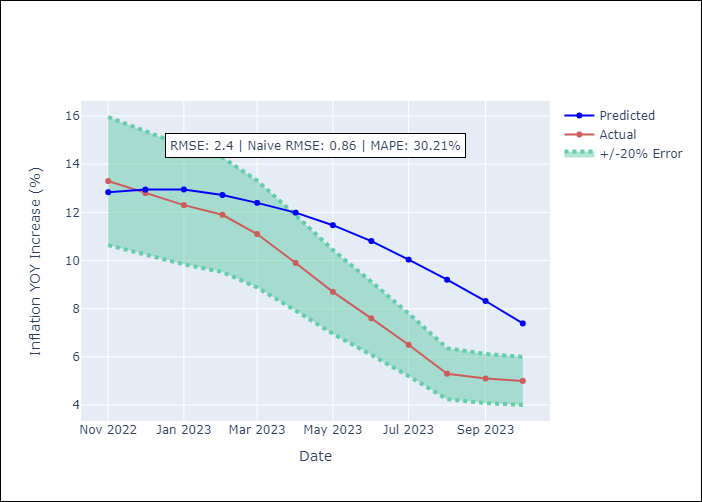 RMSE: 2.4 | Naive RMSE: 0.86 | MAPE: 30.21%
Predicted
Actual
+/-20% Error
Inflation YOY Increase (%)
16
14
12
10
8
6
4
Nov 2022 Jan 2023 Mar 2023 May 2023 Jul 2023 Sep 2023
Date